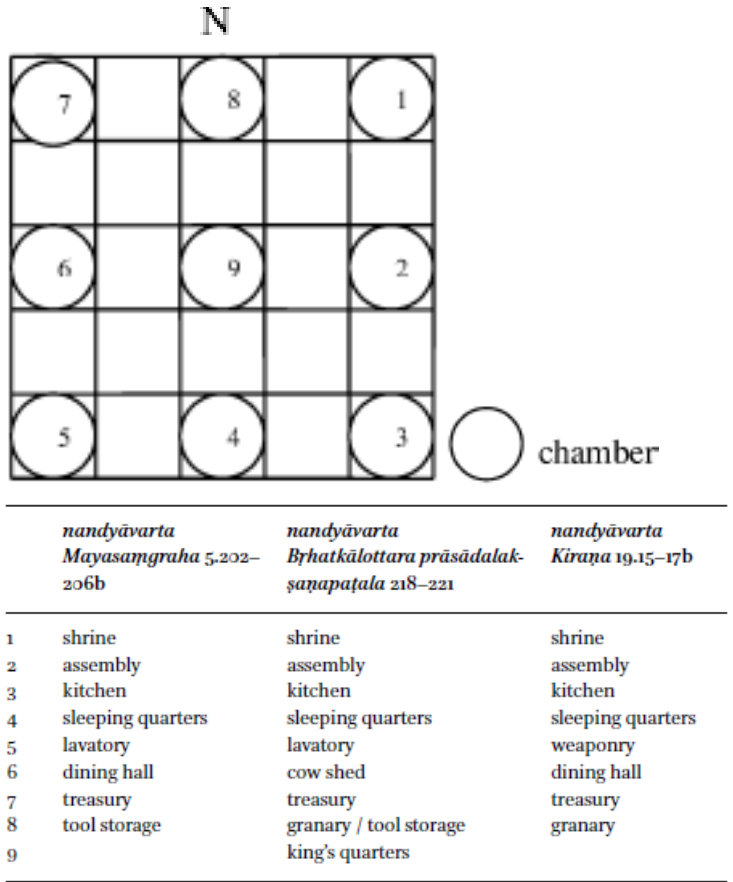 N
7 8 1
6 9 2
5 4 3
chamber
nandyāvarta nandyāvarta nandyāvarta
Mayasaṃgraha 5.202– Bṛhatkālottara prāsādalak- Kiraṇa 19.15–17b
206b ṣaṇapaṭala 218–221
1 shrine shrine shrine
2 assembly assembly assembly
3 kitchen kitchen kitchen
4 sleeping quarters sleeping quarters sleeping quarters
5 lavatory lavatory weaponry
6 dining hall cow shed dining hall
7 treasury treasury treasury
8 tool storage granary / tool storage granary
9 king's quarters